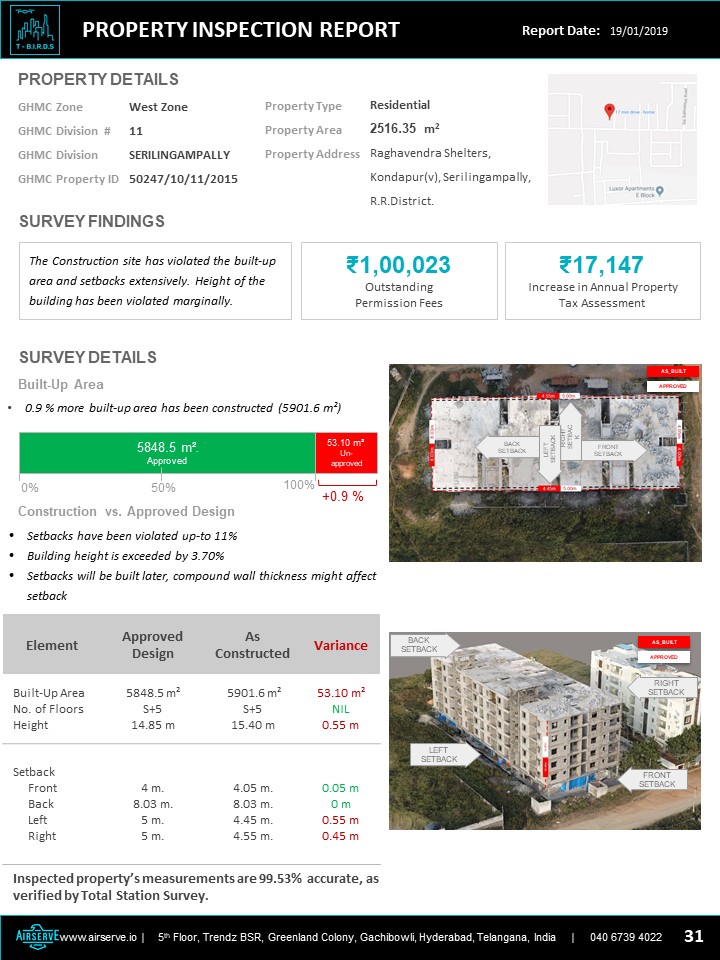 T - B.I.R.D.S
PROPERTY INSPECTION REPORT
Report Date: 19/01/2019
PROPERTY DETAILS
GHMC Zone West Zone
GHMC Division # 11
GHMC Division SERILINGAMPALLY
GHMC Property ID 50247/10/11/2015
Property Type Residential
Property Area 2516.35 m²
Property Address Raghavendra Shelters,
Kondapur(v), Serilingampally,
R.R.District.
17 min drive - home
Luxor Apartments
E Block
SURVEY FINDINGS
The Construction site has violated the built-up
area and setbacks extensively. Height of the
building has been violated marginally.
₹1,00,023
Outstanding
Permission Fees
₹17,147
Increase in Annual Property
Tax Assessment
SURVEY DETAILS
Built-Up Area
• 0.9 % more built-up area has been constructed (5901.6 m²)
5848.5 m².
Approved
53.10 m²
Un-
approved
0% 50% 100%
+0.9 %
Construction vs. Approved Design
• Setbacks have been violated up-to 11%
• Building height is exceeded by 3.70%
• Setbacks will be built later, compound wall thickness might affect
setback
AS_BUILT
APPROVED
4.55m 5.00m
BACK
SETBACK
LEFT
SETBACK
RIGHT
SETBAC
K
FRONT
SETBACK
4.45m 5.00m
Element Approved Design As Constructed Variance
Built-Up Area 5848.5 m² 5901.6 m² 53.10 m²
No. of Floors S+5 S+5 NIL
Height 14.85 m 15.40 m 0.55 m
Setback
Front 4 m. 4.05 m. 0.05 m
Back 8.03 m. 8.03 m. 0 m
Left 5 m. 4.45 m. 0.55 m
Right 5 m. 4.55 m. 0.45 m
BACK
SETBACK
AS_BUILT
APPROVED
RIGHT
SETBACK
LEFT
SETBACK
FRONT
SETBACK
Inspected property's measurements are 99.53% accurate, as
verified by Total Station Survey.
AIRSERVE www.airserve.io | 5th Floor, Trendz BSR, Greenland Colony, Gachibowli, Hyderabad, Telangana, India | 040 6739 4022 31